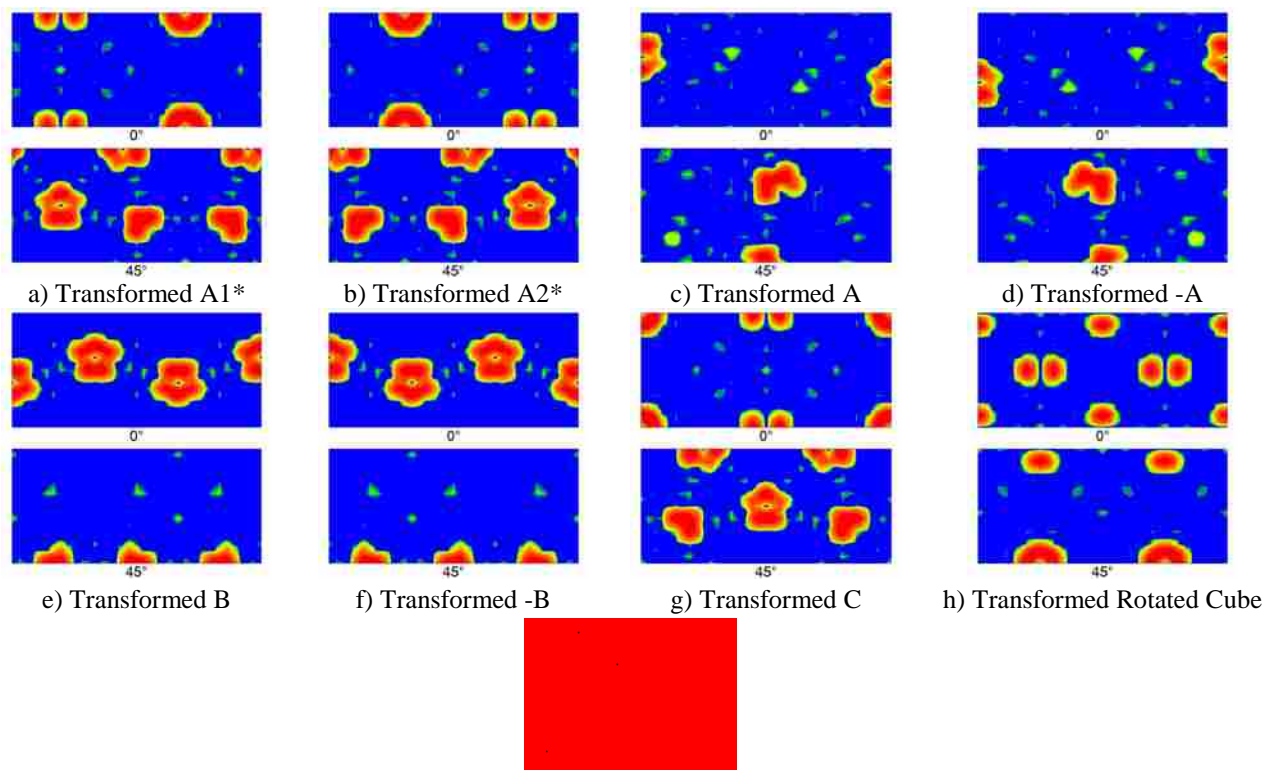 0° 0° 0° 0°
45° 45° 45° 45°
a) Transformed A1* b) Transformed A2* c) Transformed A d) Transformed -A
0° 0° 0° 0°
45° 45° 45° 45°
e) Transformed B f) Transformed -B g) Transformed C h) Transformed Rotated Cube